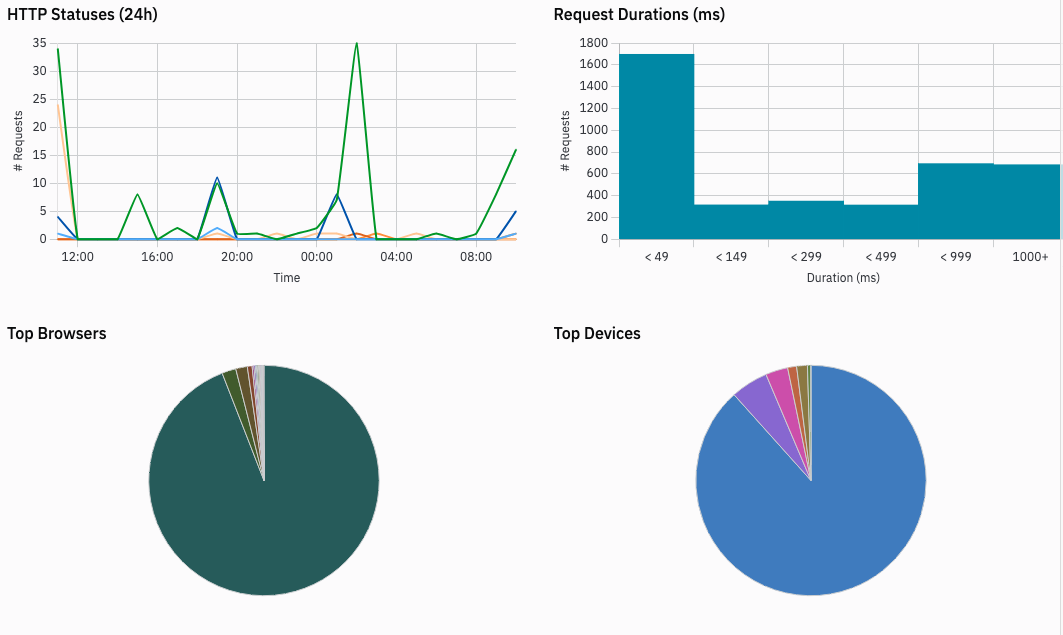 HTTP Statuses (24h)
# Requests
35
30
25
20
15
10
5
0
12:00 16:00 20:00 00:00 04:00 08:00
Time
Request Durations (ms)
# Requests
1800
1600
1400
1200
1000
800
600
400
200
0
< 49 < 149 < 299 < 499 < 999 1000+
Duration (ms)
Top Browsers
Top Devices